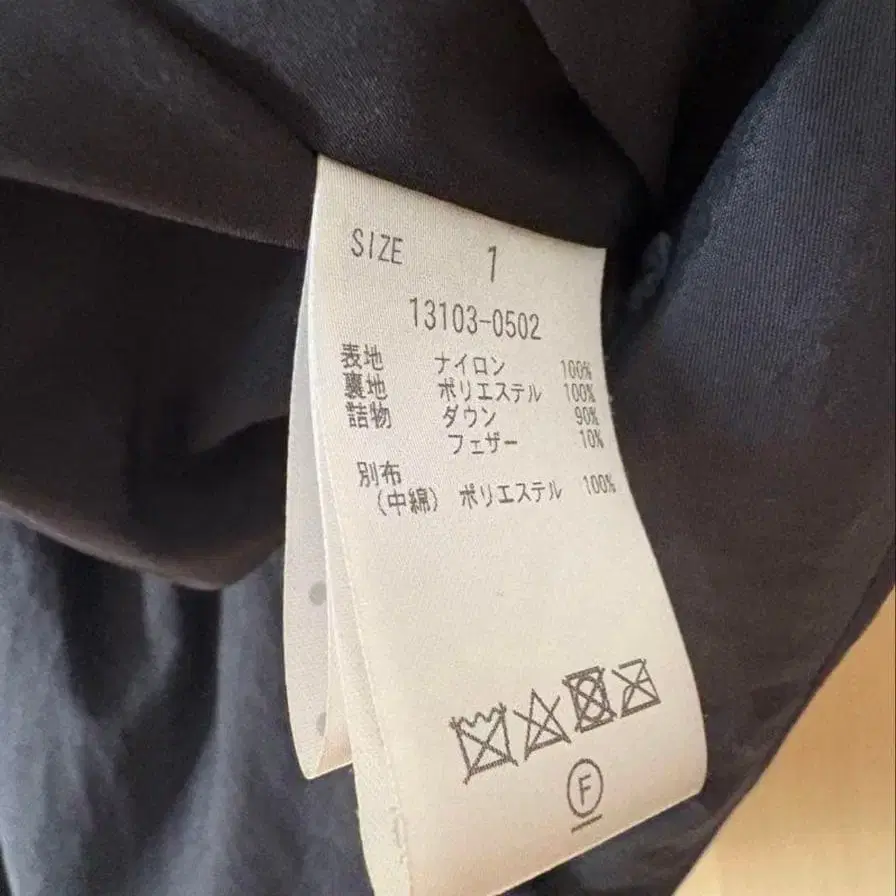 SIZE 1
13103-0502
表地 ナイロン 100%
裏地 ポリエステル 100%
詰物 ダウン 90%
フェザー 10%
別布
(中綿) ポリエステル 100%
F